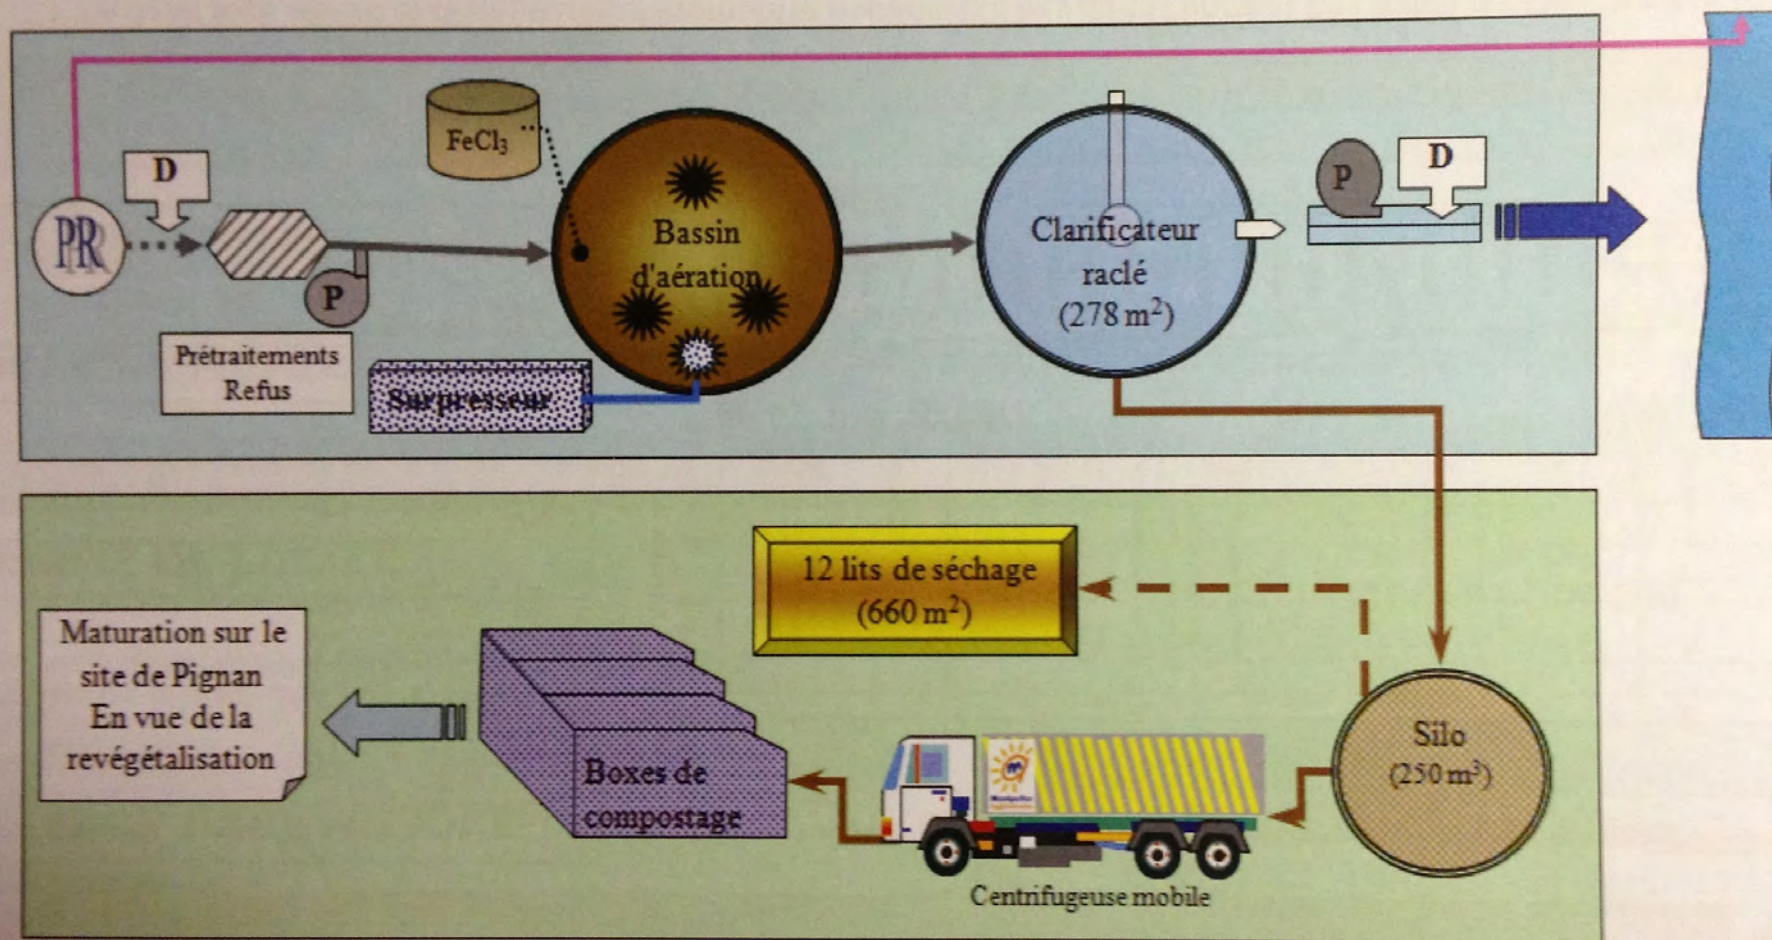 D
FeCl3
P
D
PR
Bassin
d'aération
Clarificateur
raclé
(278 m²)
P
Prétraitements
Refus
Surpresseur
12 lits de séchage
(660 m²)
Maturation sur le
site de Pignan
En vue de la
revégétalisation
Boxes de
compostage
Silo
(250 m³)
Centrifugeuse mobile